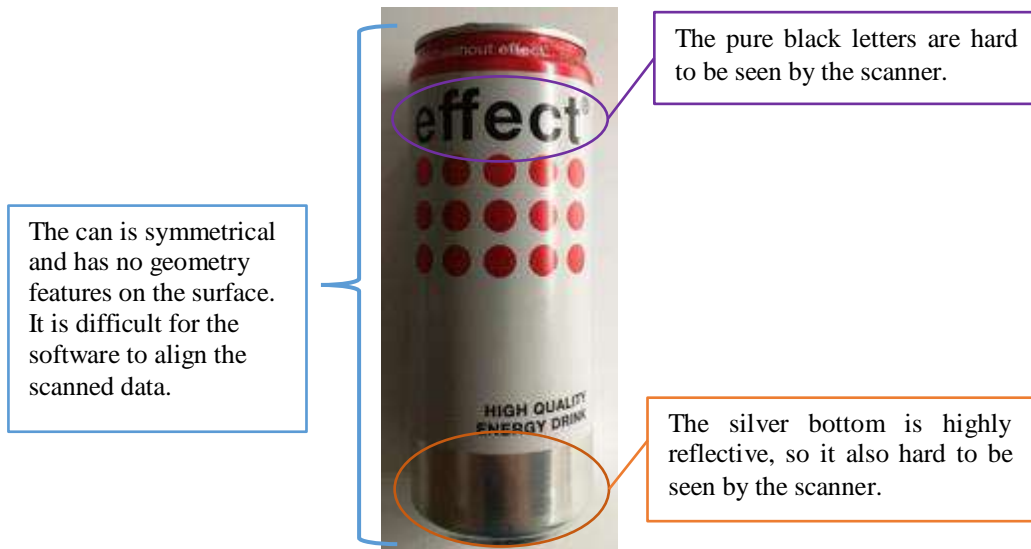 without effect®
The pure black letters are hard
to be seen by the scanner.
effect®
The can is symmetrical
and has no geometry
features on the surface.
It is difficult for the
software to align the
scanned data.
HIGH QUALITY
ENERGY DRINK
The silver bottom is highly
reflective, so it also hard to be
seen by the scanner.